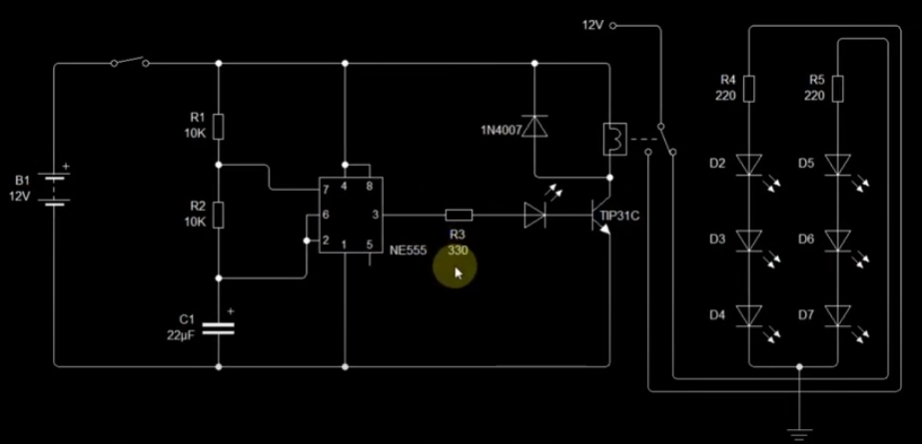 12V
R1
10K
R4
220
R5
220
1N4007
B1
+
12V
D2
D5
R2
10K
7
4
8
6
3
2
1
5
NE555
R3
330
TIP31C
D3
D6
C1
+
22µF
D4
D7